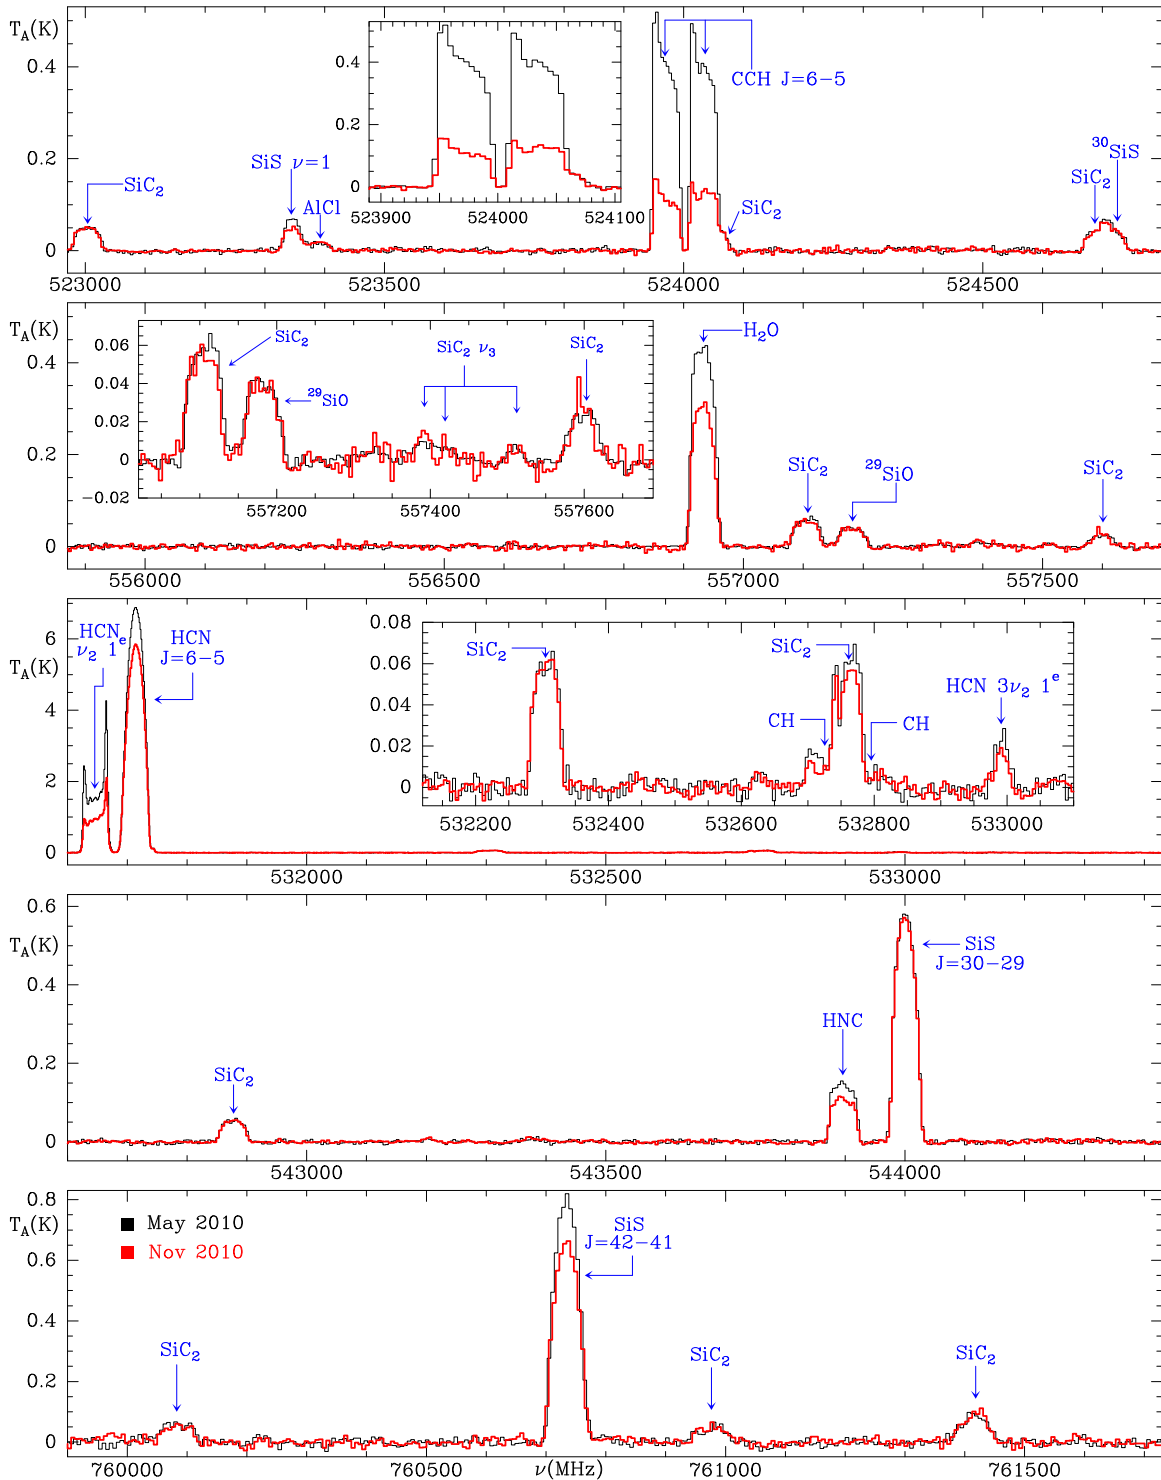 T_A(K)
0.4
0.2
0
SiC₂
SiS ν=1
AlCl
0.4
0.2
0
523900 524000 524100
CCH J=6−5
SiC₂
³⁰SiS
SiC₂
523000 523500 524000 524500
T_A(K)
0.4
0.2
0
0.06
0.04
0.02
0
−0.02
SiC₂
²⁹SiO
SiC₂ ν₃
SiC₂
557200 557400 557600
H₂O
SiC₂
²⁹SiO
SiC₂
556000 556500 557000 557500
T_A(K)
6
4
2
0
HCN
ν₂ 1ᵉ
HCN
J=6−5
0.08
0.06
0.04
0.02
0
SiC₂
SiC₂
CH
CH
HCN 3ν₂ 1ᵉ
532200 532400 532600 532800 533000
532000 532500 533000
T_A(K)
0.6
0.4
0.2
0
SiC₂
HNC
SiS
J=30−29
543000 543500 544000
T_A(K)
0.8
0.6
0.4
0.2
0
May 2010
Nov 2010
SiS
J=42−41
SiC₂
SiC₂
SiC₂
760000 760500 761000 761500
ν(MHz)